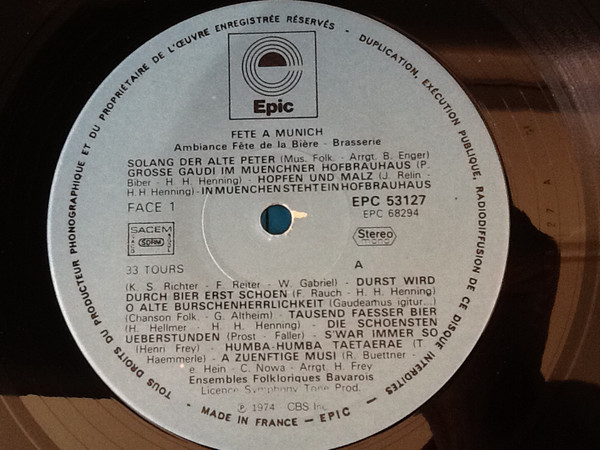 TOUS DROITS DU PRODUCTEUR PHONOGRAPHIQUE ET DU PROPRIÉTAIRE DE L'ŒUVRE ENREGISTRÉE RÉSERVÉS - DUPLICATION, EXÉCUTION PUBLIQUE, RADIODIFFUSION DE CE DISQUE INTERDITES
Epic
FETE A MUNICH
Ambiance Fête de la Bière - Brasserie
SOLANG DER ALTE PETER (Mus. Folk. - Arrgt. B. Enger)
GROSSE GAUDI IM MUENCHNER HOFBRAUHAUS (P.
Biber - H. H. Henning) - HOPFEN UND MALZ (J. Relin -
H. H. Henning) - IN MUENCHEN STEHT EIN HOFBRAUHAUS
FACE 1
EPC 53127
EPC 68294
SACEM
SDRM
Stereo
mono
33 TOURS
A
(K. S. Richter - F. Reiter - W. Gabriel) - DURST WIRD
DURCH BIER ERST SCHOEN (F. Rauch - H. H. Henning)
O ALTE BURSCHENHERRLICHKEIT (Gaudeamus igitur...)
(Chanson Folk. - G. Altheim) - TAUSEND FAESSER BIER
(H. Hellmer - H. H. Henning) - DIE SCHOENSTEN
UEBERSTUNDEN (Prost - Faller) - S'WAR IMMER SO
(Henri Frey) - HUMBA-HUMBA TAETAERAE (T.
Haemmerle) - A ZUENFTIGE MUSI (R. Buettner -
e. Hein - C. Nowa - Arrgt. H. Frey)
Ensembles Folkloriques Bavarois
Licence Symphony Tone Prod.
℗ 1974 CBS Inc.
- MADE IN FRANCE - EPIC -